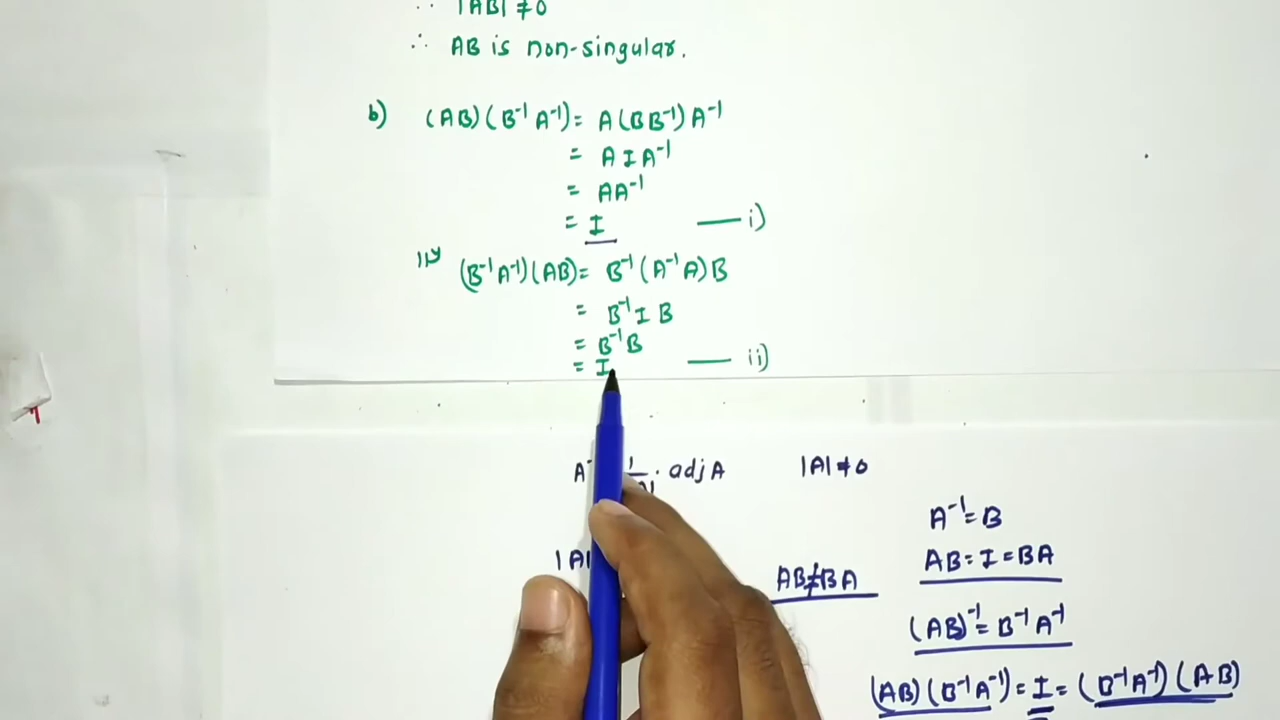 ∴ |AB| ≠ 0
∴ AB is non-singular.
b) (AB)(B⁻¹A⁻¹) = A(BB⁻¹)A⁻¹
= AIA⁻¹
= AA⁻¹
= I —— i)
(B⁻¹A⁻¹)(AB) = B⁻¹(A⁻¹A)B
= B⁻¹IB
= B⁻¹B
= I —— ii)
adj A |A| ≠ 0
A⁻¹ = B
AB = I = BA
|A|
AB ≠ BA
(AB)⁻¹ = B⁻¹A⁻¹
(AB)(B⁻¹A⁻¹) = I = (B⁻¹A⁻¹)(AB)